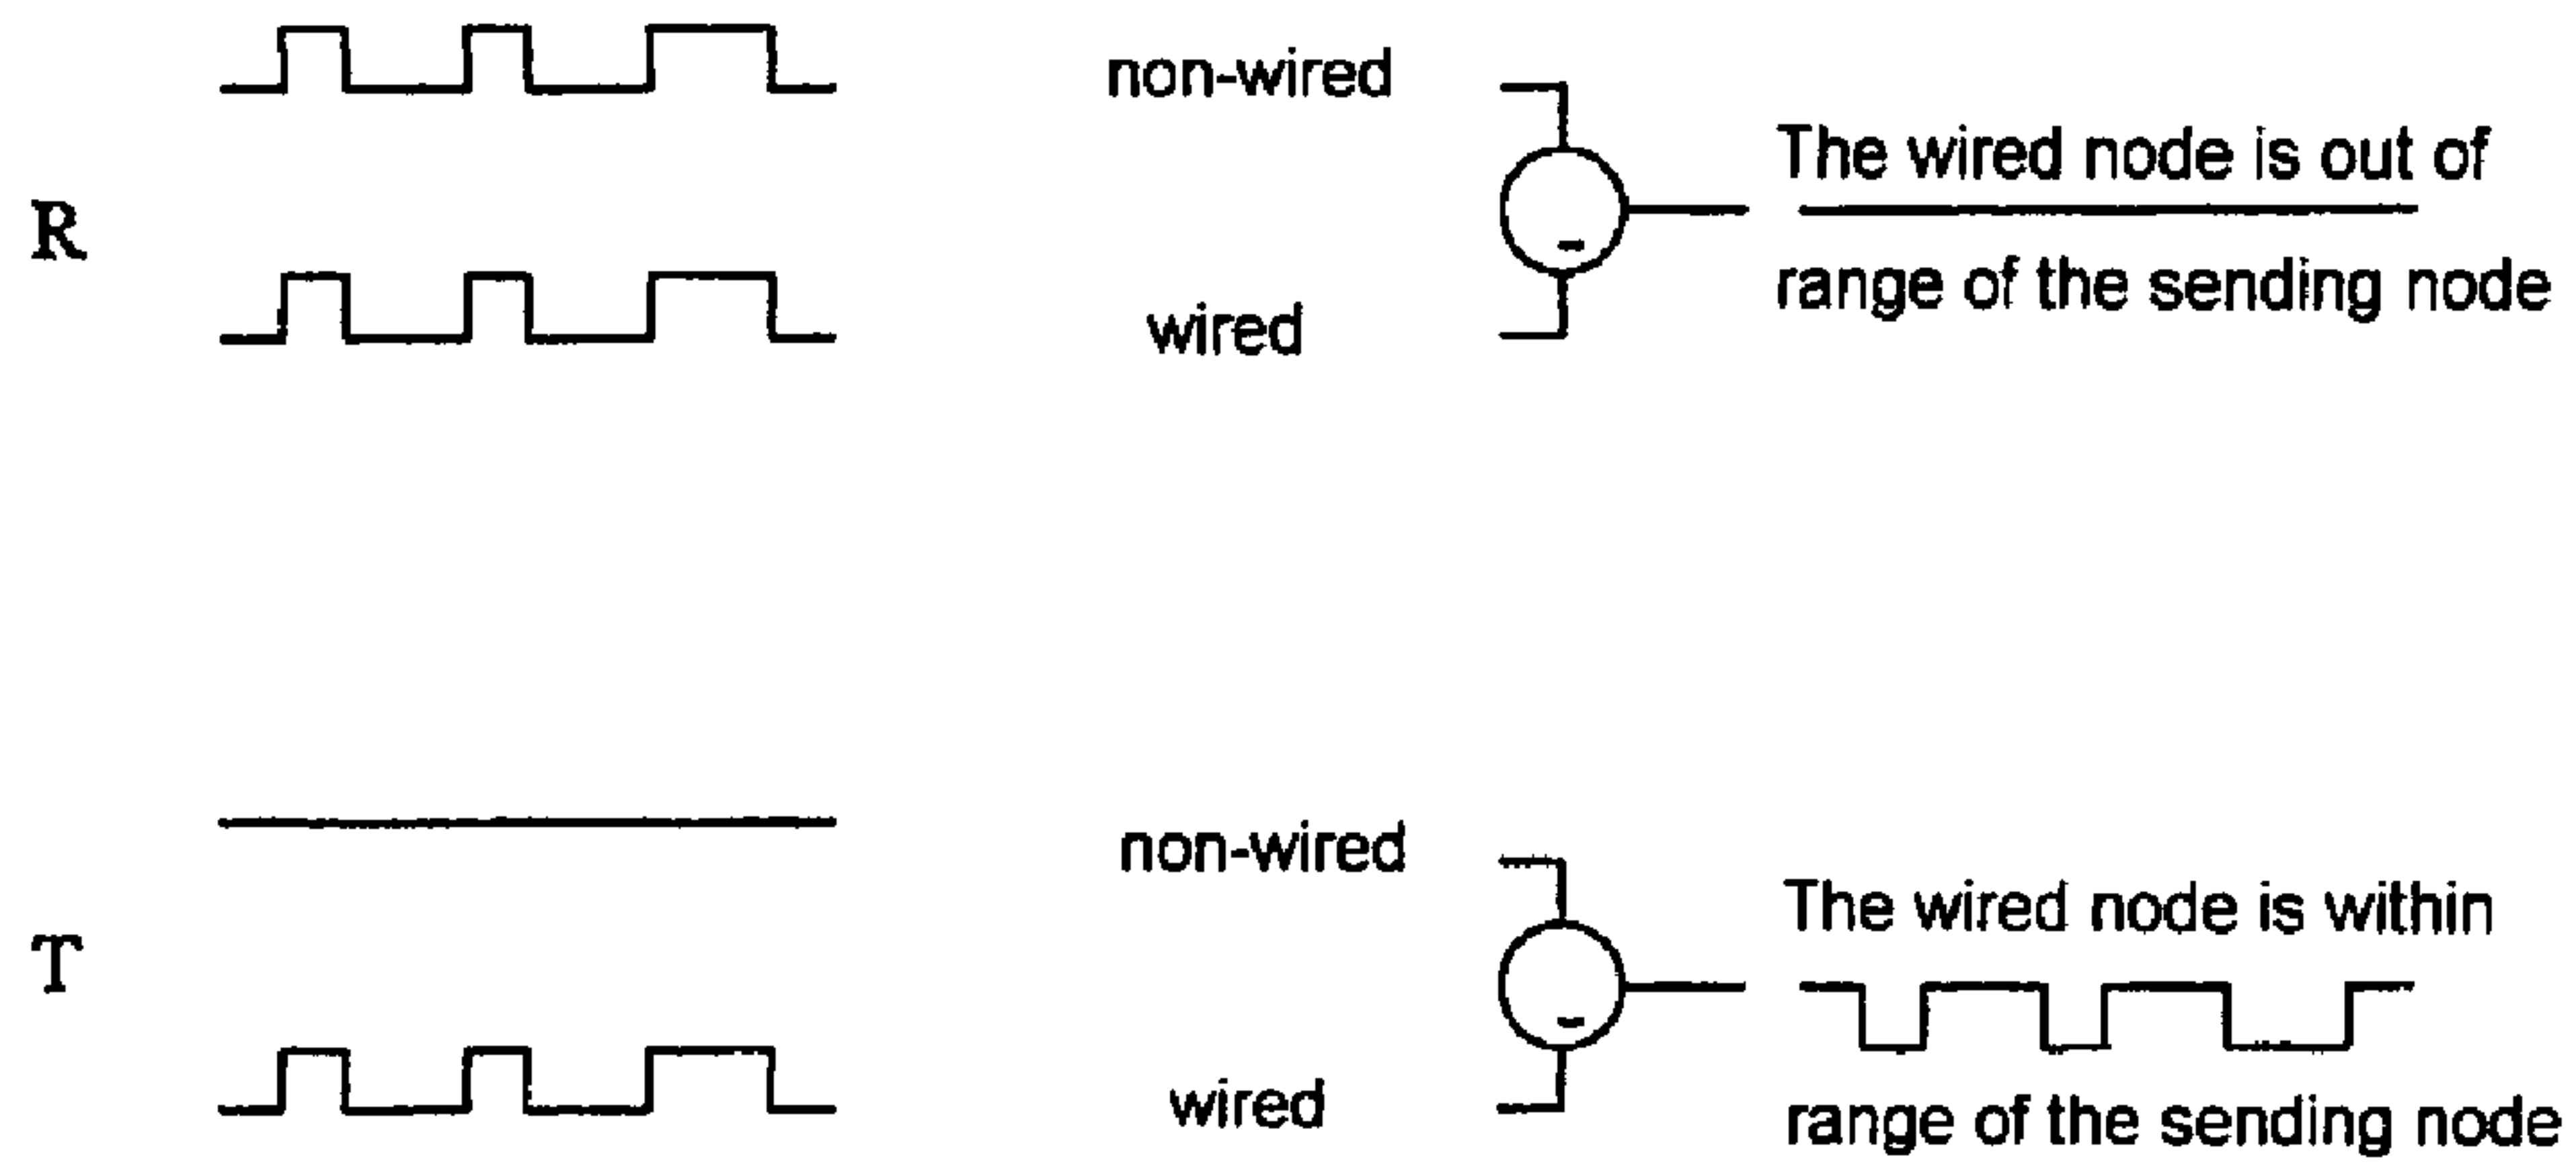 non-wired
The wired node is out of
R
range of the sending node
wired
non-wired
The wired node is within
T
wired
range of the sending node